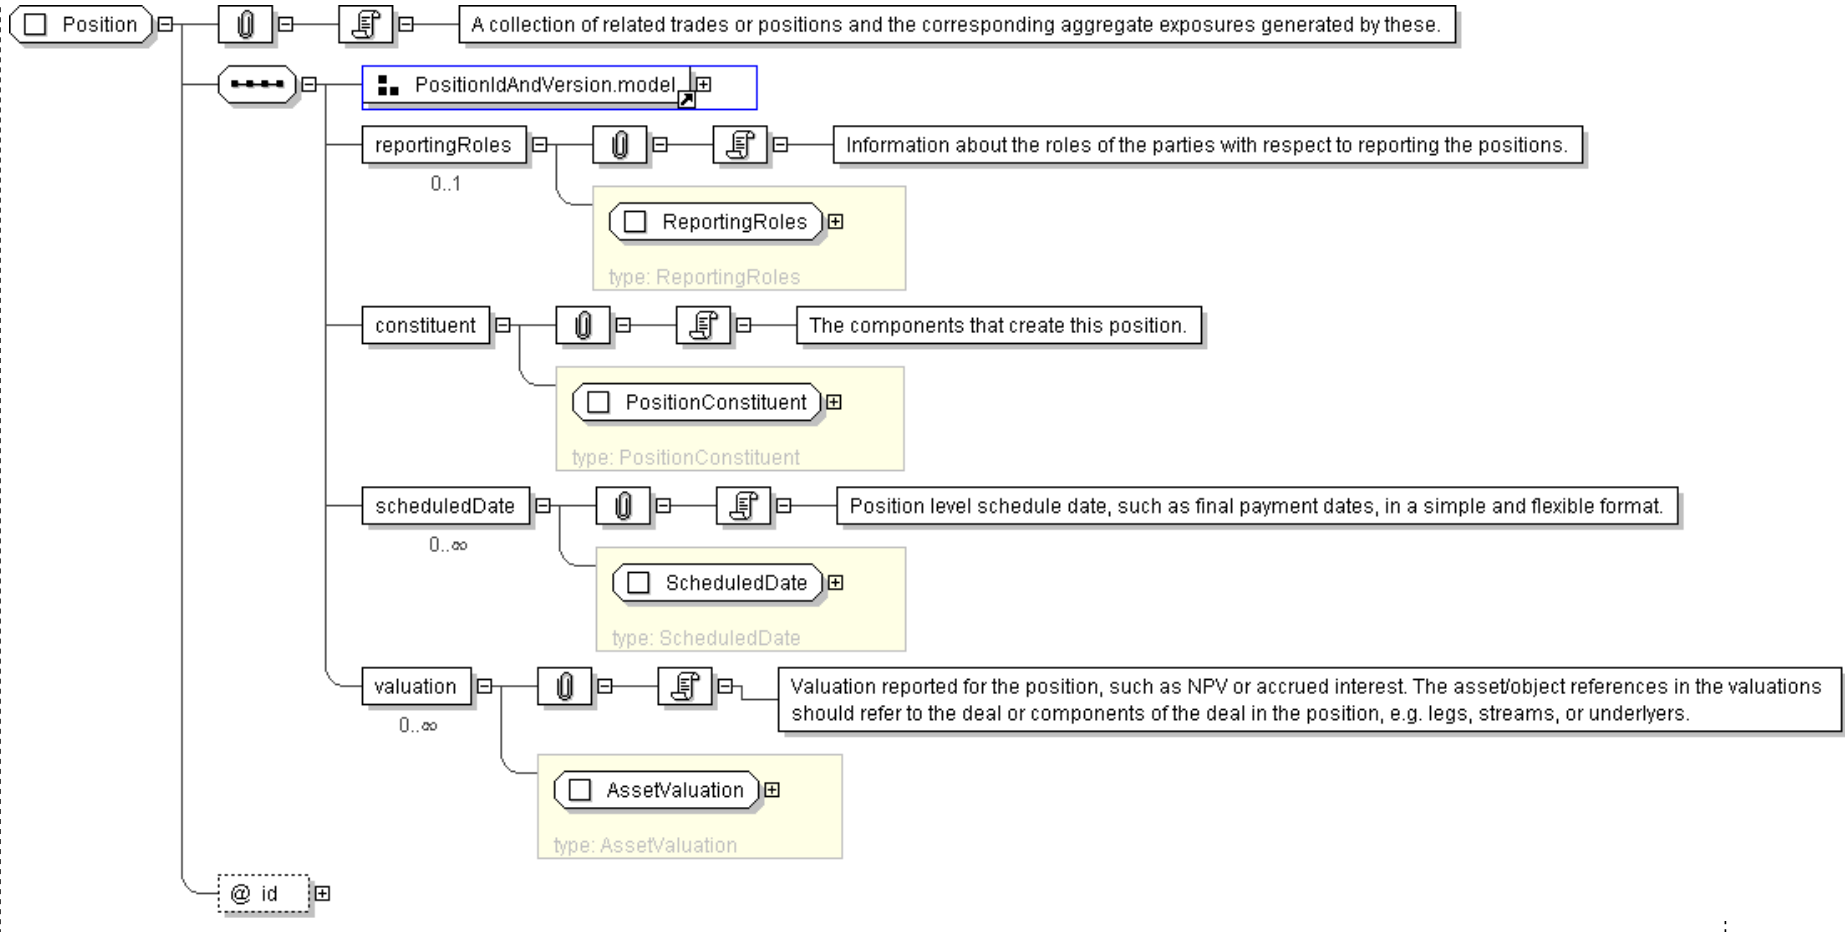 Position
A collection of related trades or positions and the corresponding aggregate exposures generated by these.
PositionIdAndVersion.model
reportingRoles
Information about the roles of the parties with respect to reporting the positions.
0..1
ReportingRoles
type: ReportingRoles
constituent
The components that create this position.
PositionConstituent
type: PositionConstituent
scheduledDate
Position level schedule date, such as final payment dates, in a simple and flexible format.
0..∞
ScheduledDate
type: ScheduledDate
valuation
Valuation reported for the position, such as NPV or accrued interest. The asset/object references in the valuations
should refer to the deal or components of the deal in the position, e.g. legs, streams, or underlyers.
0..∞
AssetValuation
type: AssetValuation
@ id